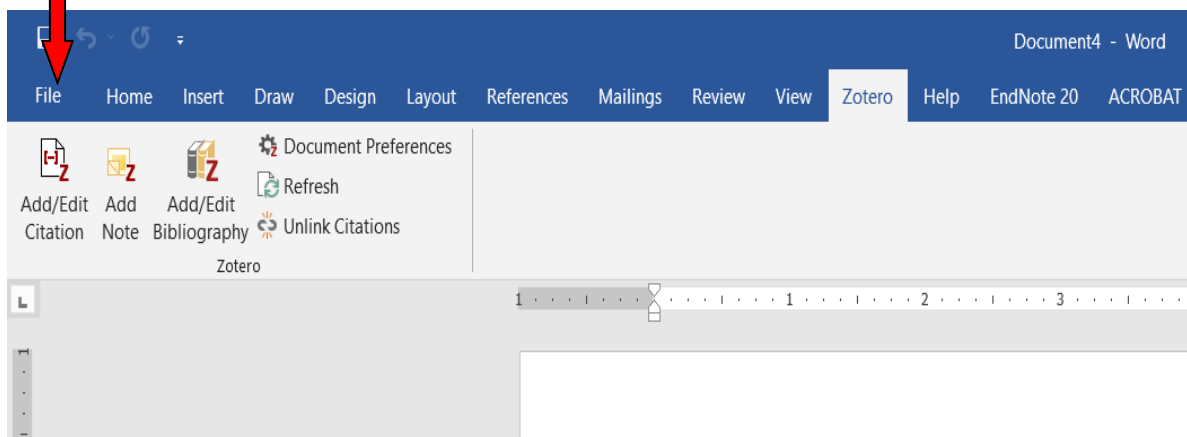 Document4 - Word
File Home Insert Draw Design Layout References Mailings Review View Zotero Help EndNote 20 ACROBAT
Add/Edit Citation
Add Note
Add/Edit Bibliography
Document Preferences
Refresh
Unlink Citations
Zotero
1 1 2 3
1